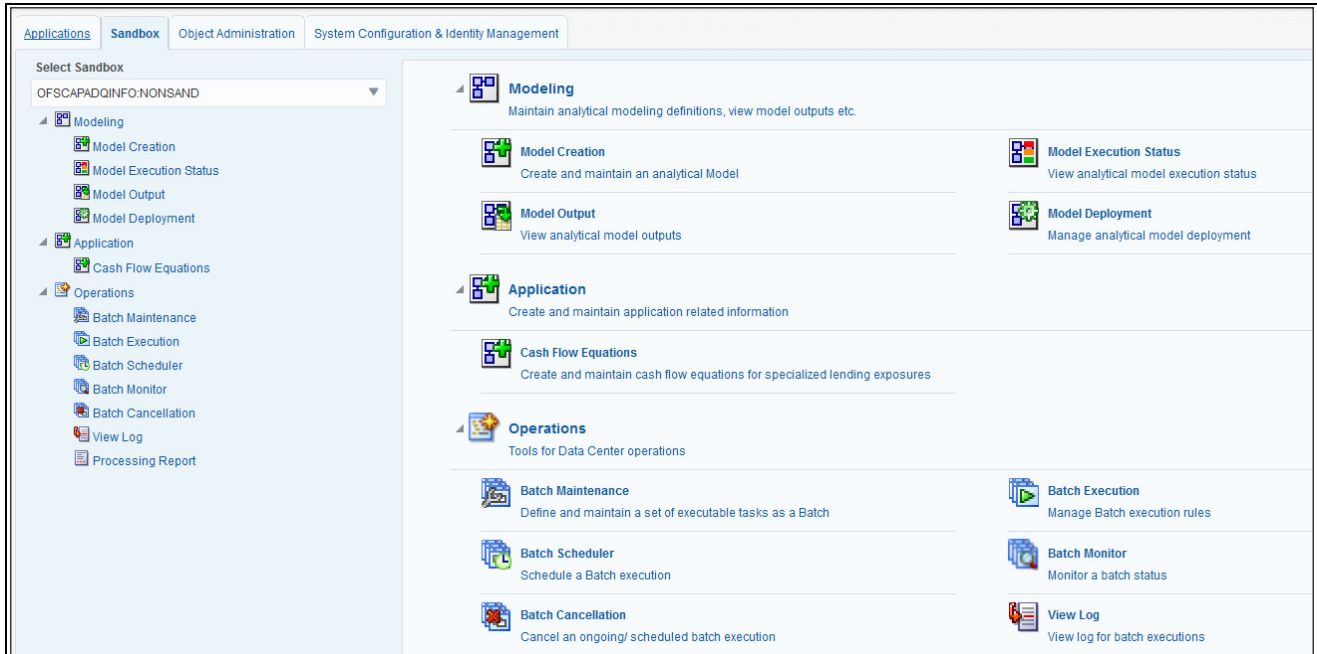 Applications
Sandbox
Object Administration
System Configuration & Identity Management
Select Sandbox
OFSCAPADQINFO:NONSAND
Modeling
Model Creation
Model Execution Status
Model Output
Model Deployment
Application
Cash Flow Equations
Operations
Batch Maintenance
Batch Execution
Batch Scheduler
Batch Monitor
Batch Cancellation
View Log
Processing Report
Modeling
Maintain analytical modeling definitions, view model outputs etc.
Model Creation
Create and maintain an analytical Model
Model Execution Status
View analytical model execution status
Model Output
View analytical model outputs
Model Deployment
Manage analytical model deployment
Application
Create and maintain application related information
Cash Flow Equations
Create and maintain cash flow equations for specialized lending exposures
Operations
Tools for Data Center operations
Batch Maintenance
Define and maintain a set of executable tasks as a Batch
Batch Execution
Manage Batch execution rules
Batch Scheduler
Schedule a Batch execution
Batch Monitor
Monitor a batch status
Batch Cancellation
Cancel an ongoing/ scheduled batch execution
View Log
View log for batch executions